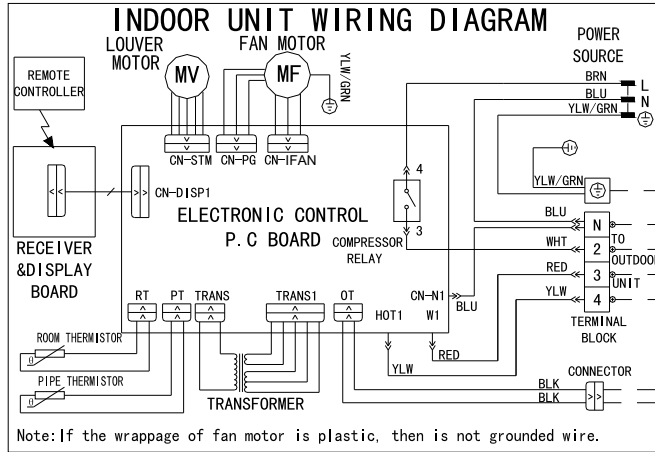 INDOOR UNIT WIRING DIAGRAM
LOUVER
MOTOR
FAN MOTOR
POWER
SOURCE
REMOTE
CONTROLLER
MV
MF
YLW/GRN
BRN
L
BLU
N
YLW/GRN
CN-STM
CN-PG
CN-IFAN
4
YLW/GRN
CN-DISP1
ELECTRONIC CONTROL
P.C BOARD
3
COMPRESSOR
RELAY
BLU
N
WHT
2
TO
OUTDOOR
RED
3
UNIT
YLW
4
TERMINAL
BLOCK
RECEIVER
&DISPLAY
BOARD
RT
PT
TRANS
TRANS1
OT
CN-N1
BLU
HOT1
W1
RED
YLW
ROOM THERMISTOR
θ
PIPE THERMISTOR
θ
TRANSFORMER
BLK
BLK
CONNECTOR
Note:If the wrappage of fan motor is plastic, then is not grounded wire.